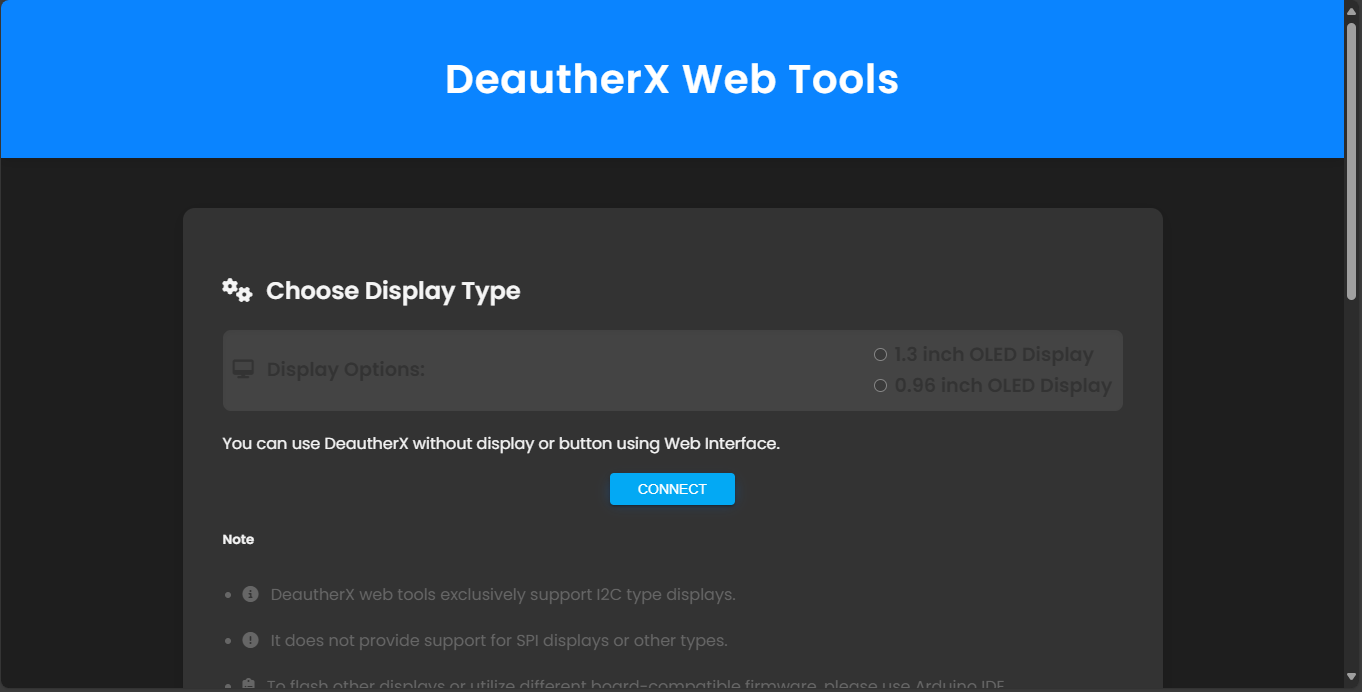 DeautherX Web Tools
Choose Display Type
Display Options:
1.3 inch OLED Display
0.96 inch OLED Display
You can use DeautherX without display or button using Web Interface.
CONNECT
Note
DeautherX web tools exclusively support I2C type displays.
It does not provide support for SPI displays or other types.
To flash other displays or utilize different board-compatible firmware, please use Arduino IDE